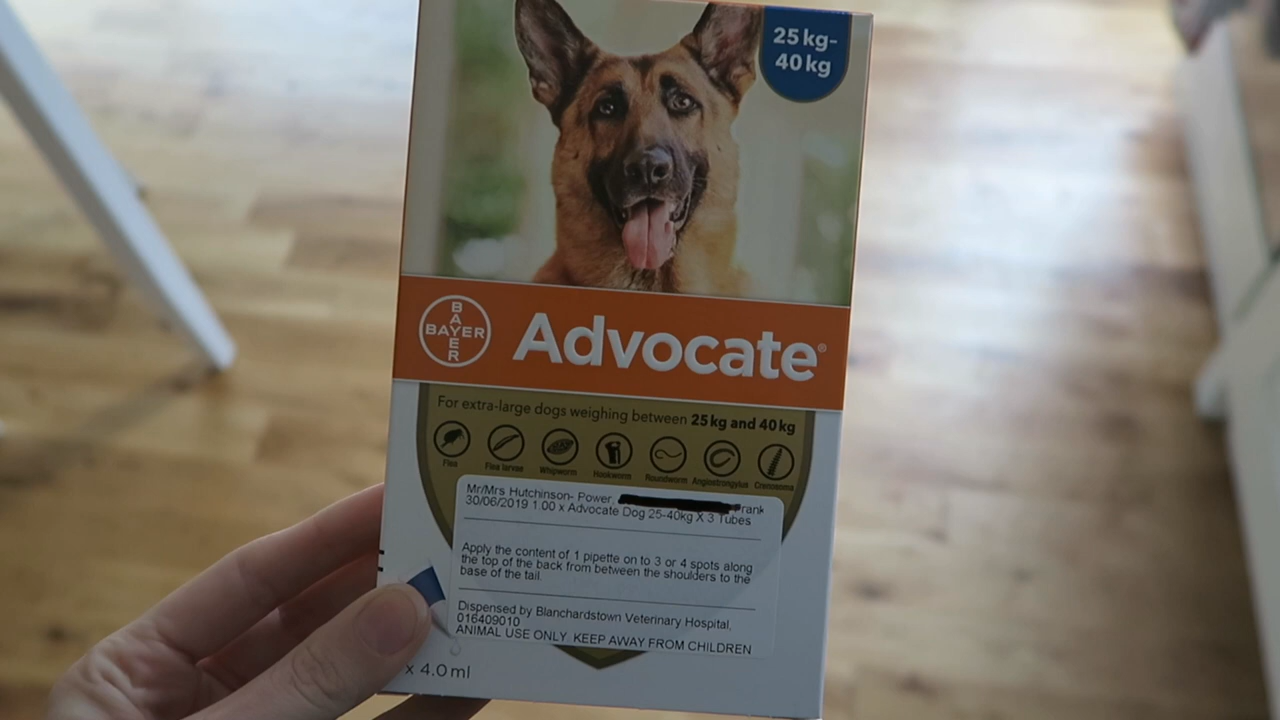 25 kg-
40 kg
BAYER
BAYER
Advocate®
For extra-large dogs weighing between 25 kg and 40 kg
Flea Flea larvae Whipworm Hookworm Roundworm Angiostrongylus Crenosoma
Mr/Mrs Hutchinson- Power, rank
30/06/2019 1.00 x Advocate Dog 25-40kg X 3 Tubes
Apply the content of 1 pipette on to 3 or 4 spots along
the top of the back from between the shoulders to the
base of the tail.
Dispensed by Blanchardstown Veterinary Hospital,
016409010
ANIMAL USE ONLY. KEEP AWAY FROM CHILDREN
x 4.0 ml